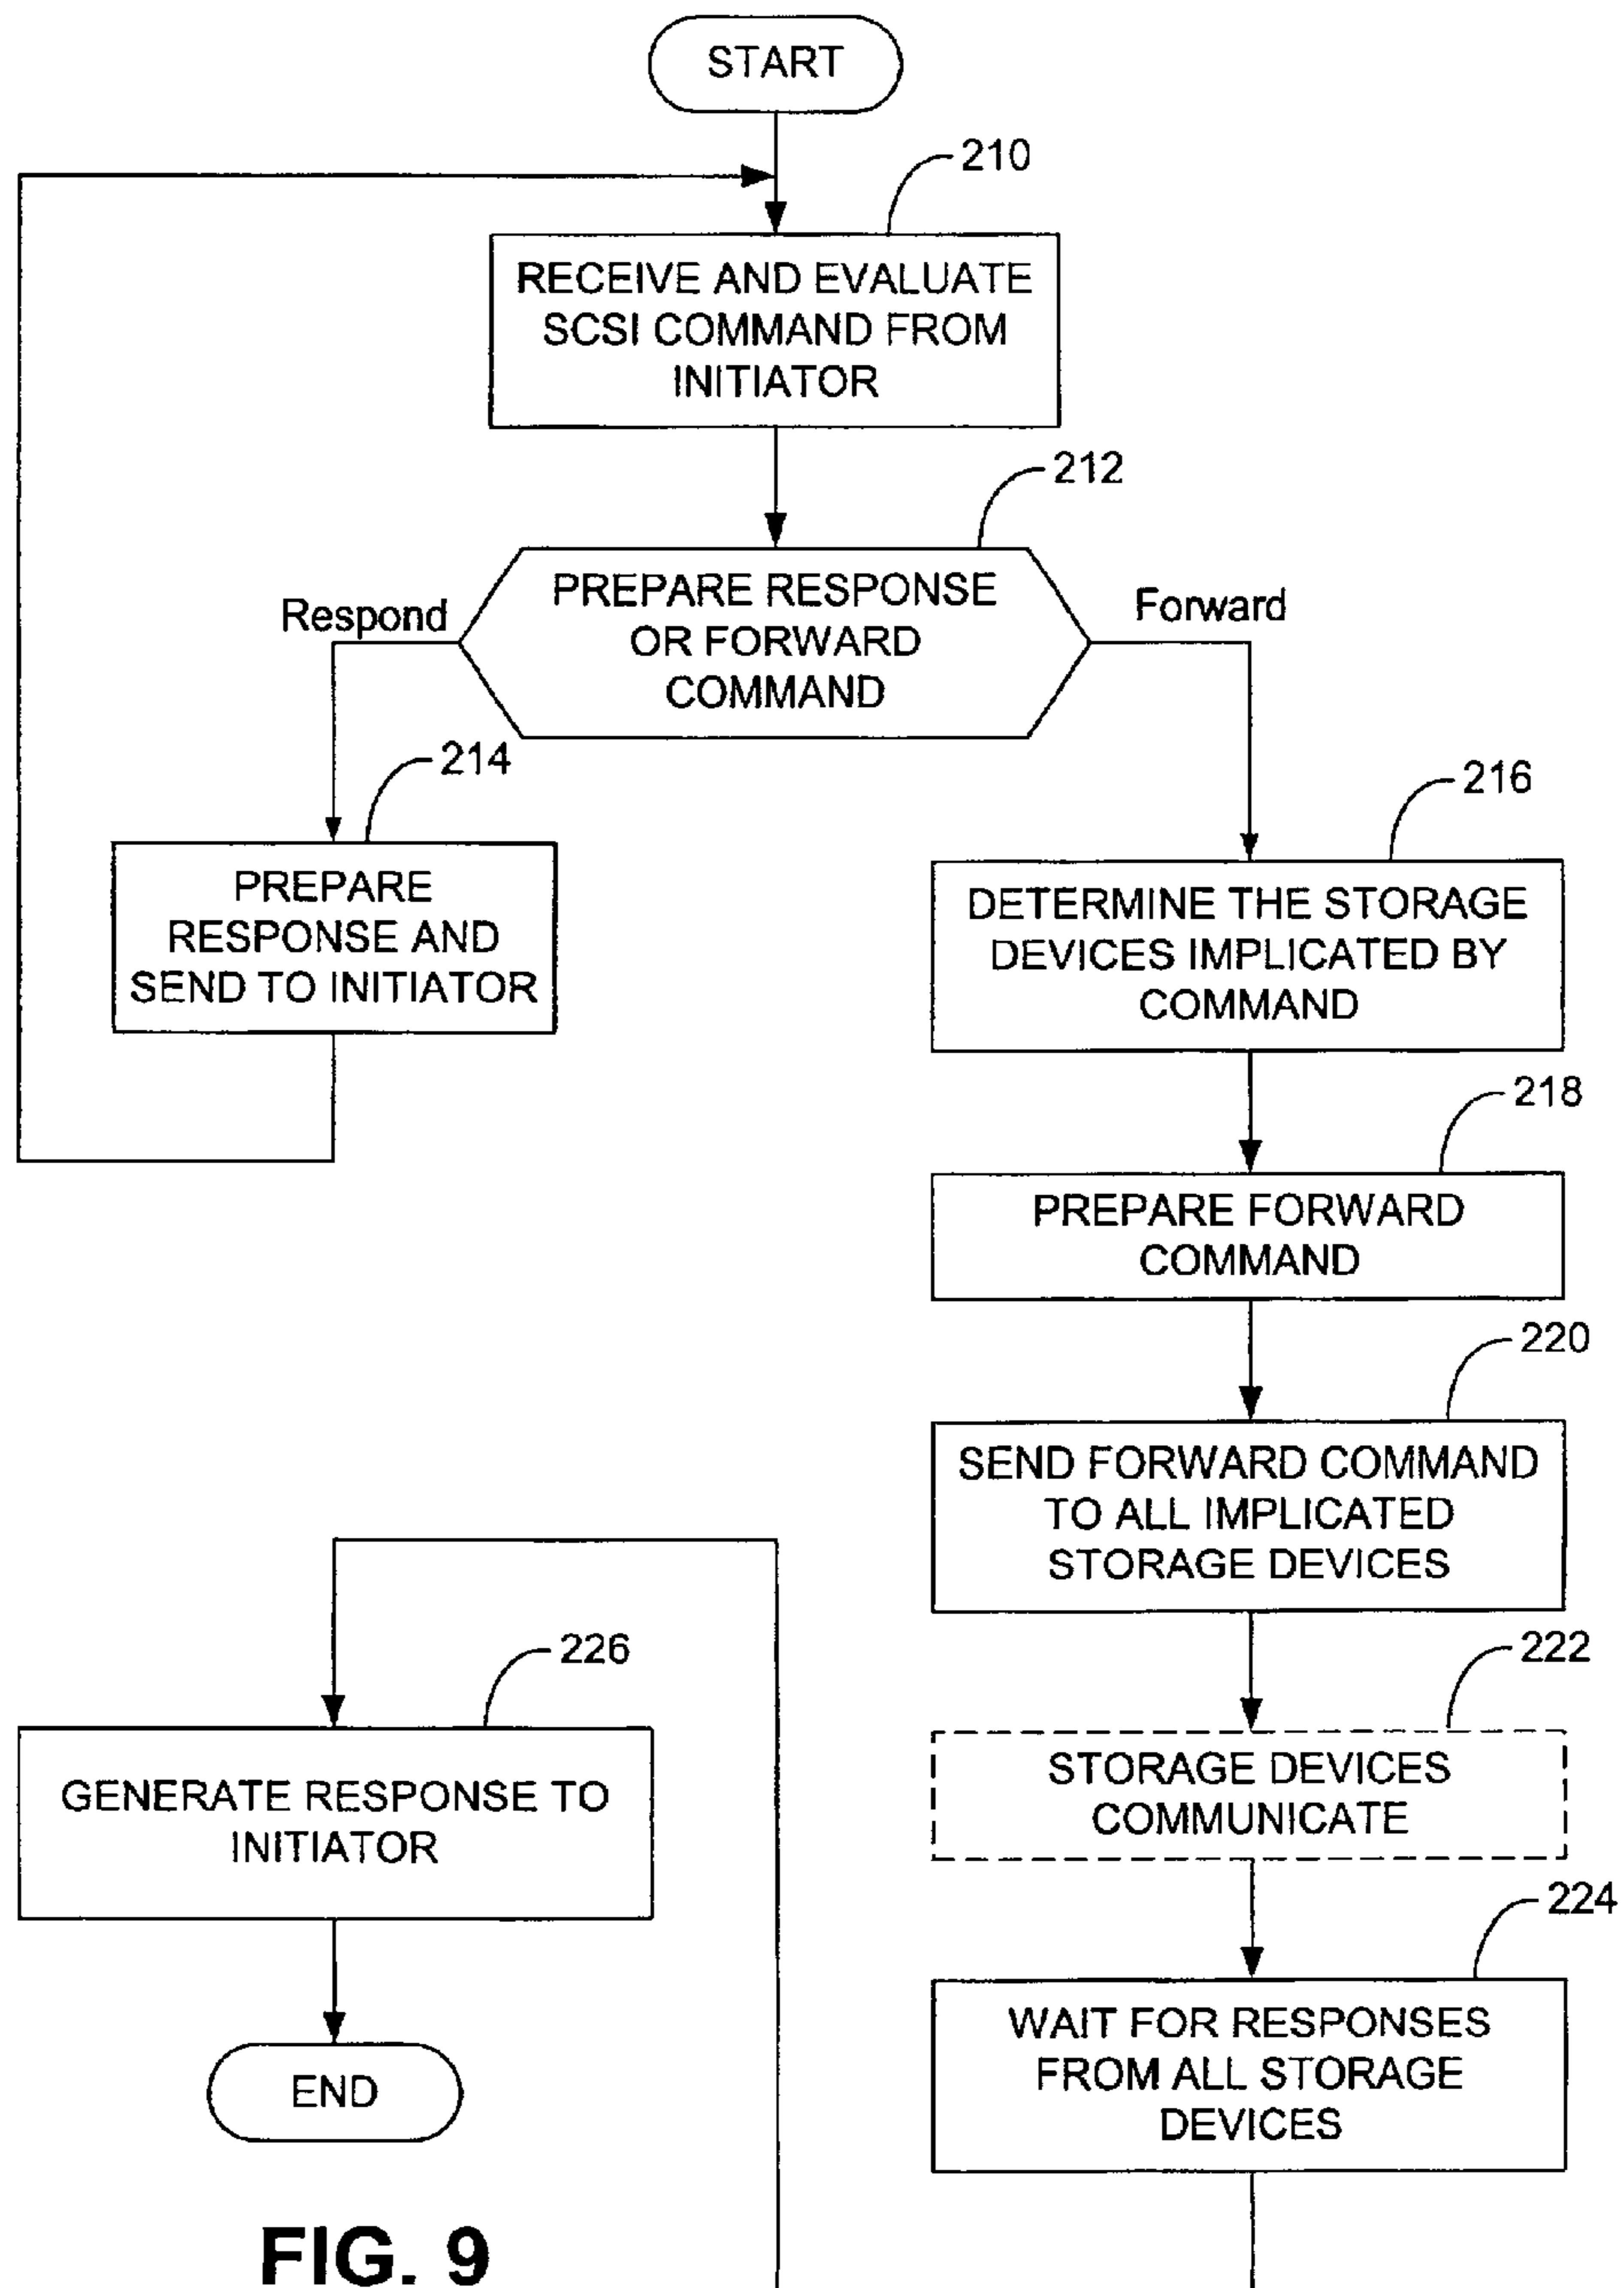 START
210
RECEIVE AND EVALUATE
SCSI COMMAND FROM
INITIATOR
212
PREPARE RESPONSE
OR FORWARD
COMMAND
Respond
Forward
214
PREPARE
RESPONSE AND
SEND TO INITIATOR
216
DETERMINE THE STORAGE
DEVICES IMPLICATED BY
COMMAND
218
PREPARE FORWARD
COMMAND
220
SEND FORWARD COMMAND
TO ALL IMPLICATED
STORAGE DEVICES
222
STORAGE DEVICES
COMMUNICATE
224
WAIT FOR RESPONSES
FROM ALL STORAGE
DEVICES
226
GENERATE RESPONSE TO
INITIATOR
END
FIG. 9